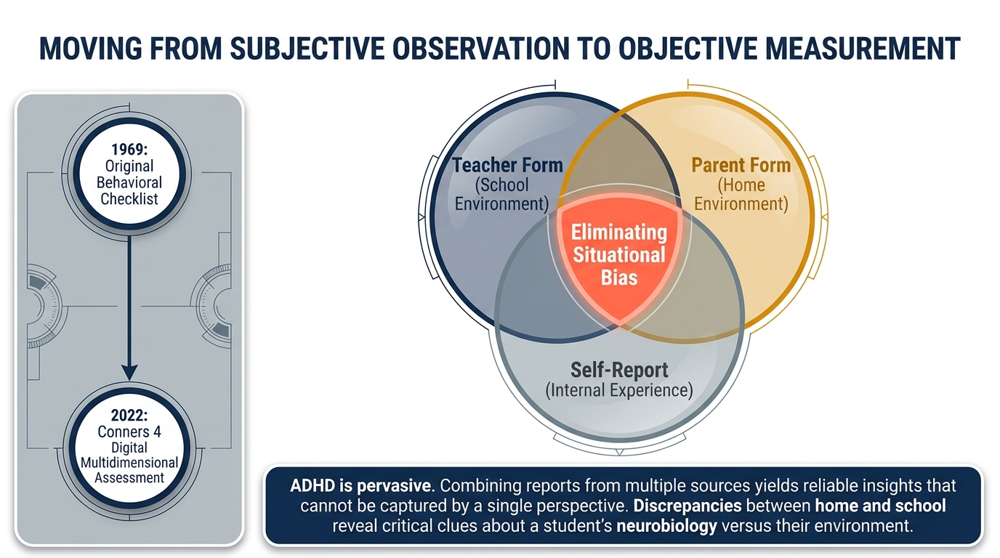 MOVING FROM SUBJECTIVE OBSERVATION TO OBJECTIVE MEASUREMENT
1969:
Original
Behavioral
Checklist
2022:
Conners 4
Digital
Multidimensional
Assessment
Teacher Form
(School
Environment)
Parent Form
(Home
Environment)
Eliminating
Situational
Bias
Self-Report
(Internal Experience)
ADHD is pervasive. Combining reports from multiple sources yields reliable insights that
cannot be captured by a single perspective. Discrepancies between home and school
reveal critical clues about a student's neurobiology versus their environment.